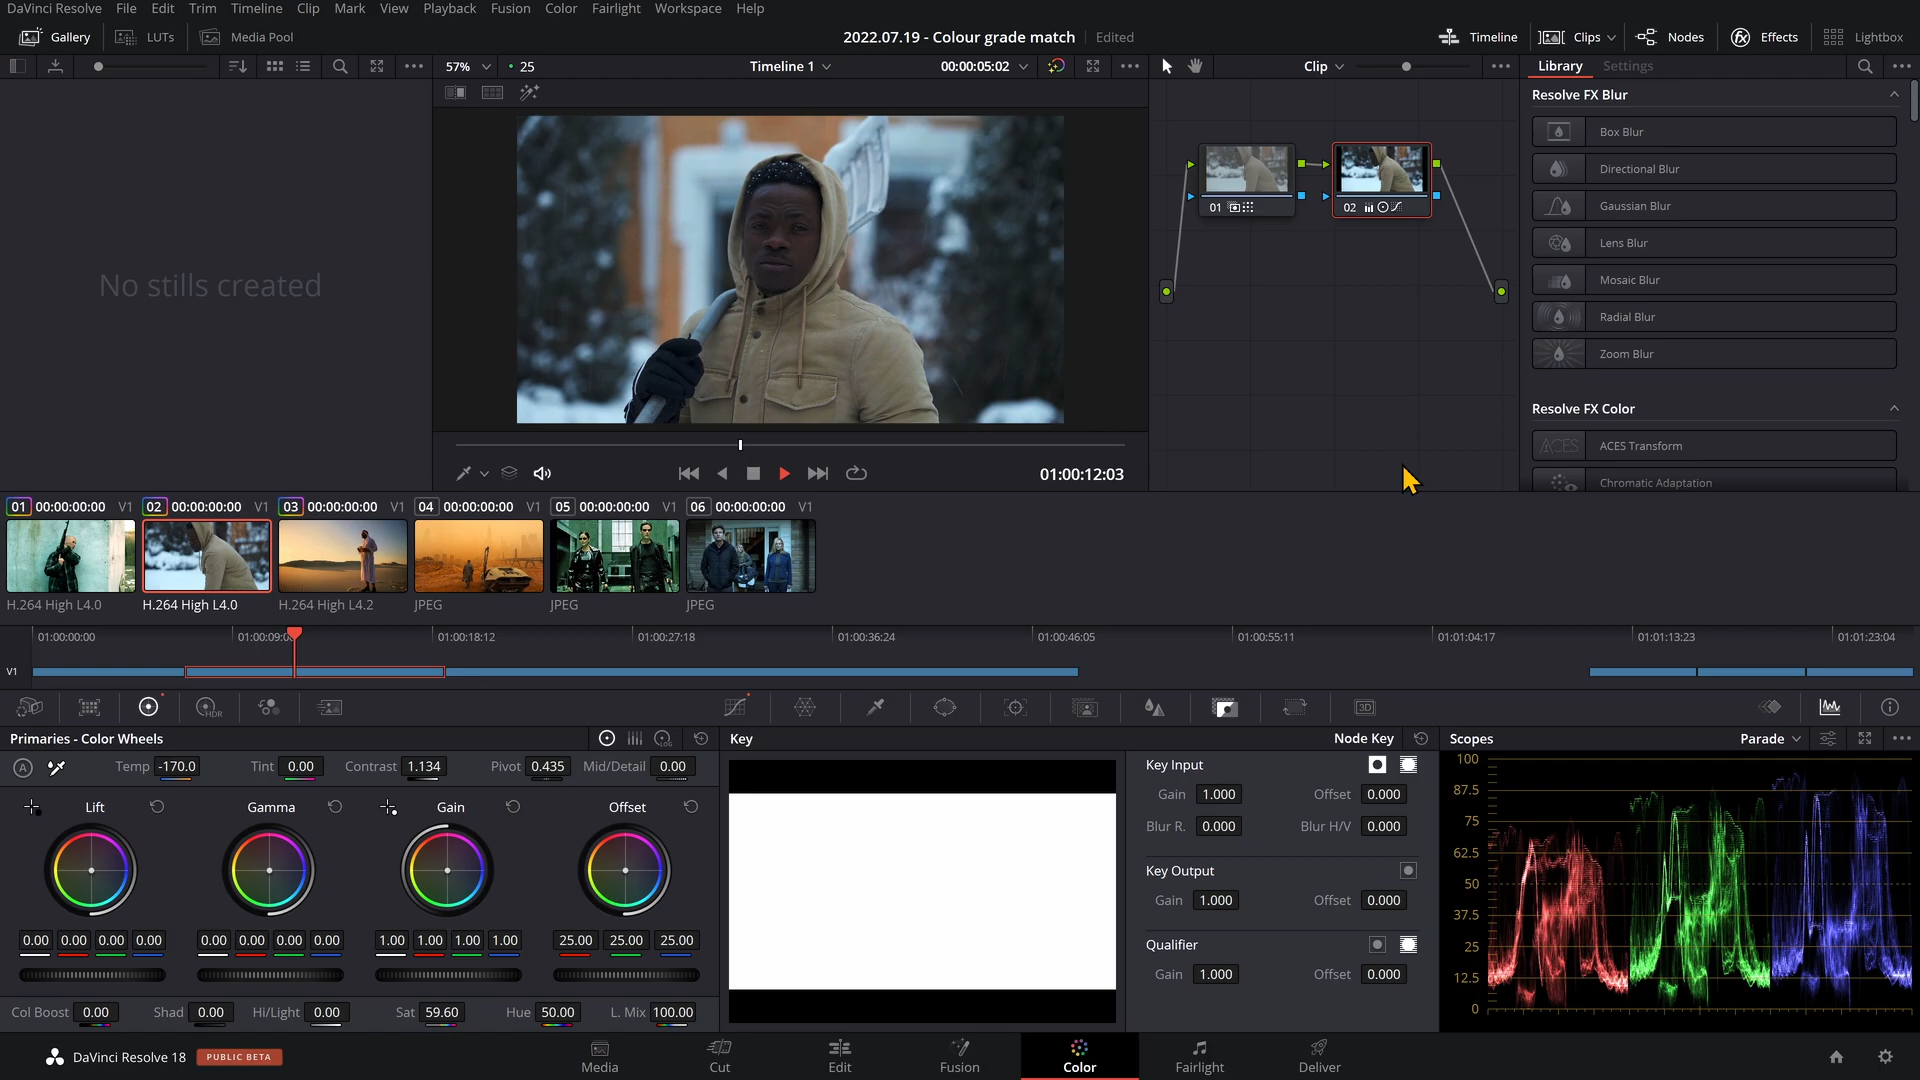 DaVinci Resolve File Edit Trim Timeline Clip Mark View Playback Fusion Color Fairlight Workspace Help
Gallery LUTs Media Pool 2022.07.19 - Colour grade match Edited Timeline Clips Nodes Effects Lightbox
57% 25 Timeline 1 00:00:05:02 Clip Library Settings
Resolve FX Blur
Box Blur
Directional Blur
Gaussian Blur
Lens Blur
Mosaic Blur
Radial Blur
Zoom Blur
Resolve FX Color
ACES Transform
ACES
Chromatic Adaptation
No stills created
01 02
01:00:12:03
01 00:00:00:00 V1 02 00:00:00:00 V1 03 00:00:00:00 V1 04 00:00:00:00 V1 05 00:00:00:00 V1 06 00:00:00:00 V1
H.264 High L4.0 H.264 High L4.0 H.264 High L4.2 JPEG JPEG JPEG
01:00:00:00 01:00:09:0 01:00:18:12 01:00:27:18 01:00:36:24 01:00:46:05 01:00:55:11 01:01:04:17 01:01:13:23 01:01:23:04
V1
HDR 3D
Primaries - Color Wheels LOG Key Node Key Scopes Parade
A Temp -170.0 Tint 0.00 Contrast 1.134 Pivot 0.435 Mid/Detail 0.00
Lift Gamma Gain Offset
0.00 0.00 0.00 0.00 0.00 0.00 0.00 0.00 1.00 1.00 1.00 1.00 25.00 25.00 25.00
Col Boost 0.00 Shad 0.00 Hi/Light 0.00 Sat 59.60 Hue 50.00 L. Mix 100.00
Key Input
Gain 1.000 Offset 0.000
Blur R. 0.000 Blur H/V 0.000
Key Output
Gain 1.000 Offset 0.000
Qualifier
Gain 1.000 Offset 0.000
100
87.5
75
62.5
50
37.5
25
12.5
0
DaVinci Resolve 18 PUBLIC BETA Media Cut Edit Fusion Color Fairlight Deliver